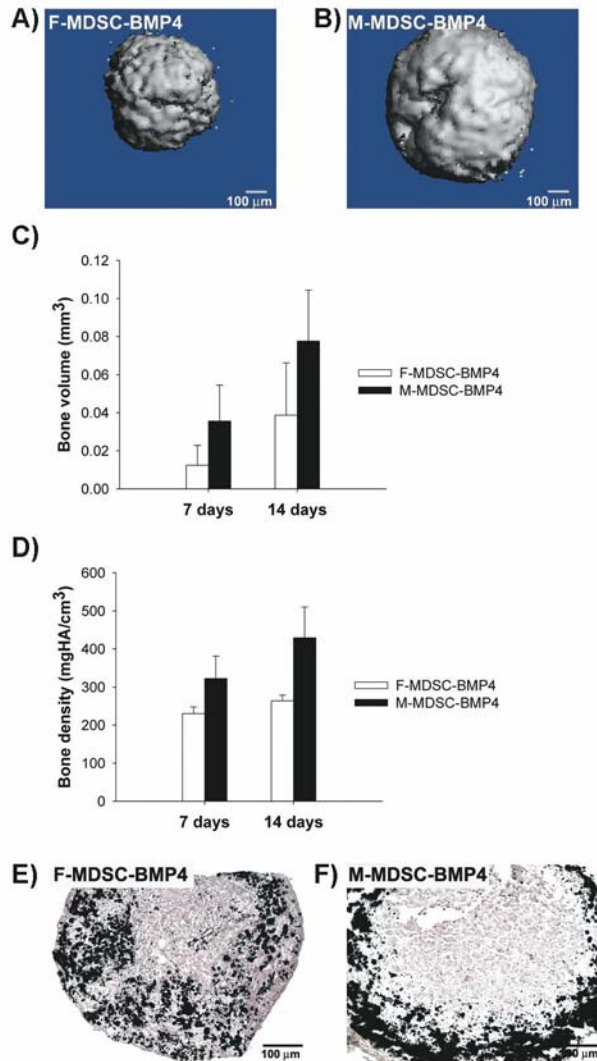 A) F-MDSC-BMP4
100 μm
B) M-MDSC-BMP4
100 μm
C)
Bone volume (mm³)
0.12
0.10
0.08
0.06
0.04
0.02
0.00
7 days 14 days
F-MDSC-BMP4
M-MDSC-BMP4
D)
Bone density (mgHA/cm³)
600
500
400
300
200
100
0
7 days 14 days
F-MDSC-BMP4
M-MDSC-BMP4
E) F-MDSC-BMP4
100 μm
F) M-MDSC-BMP4
μm